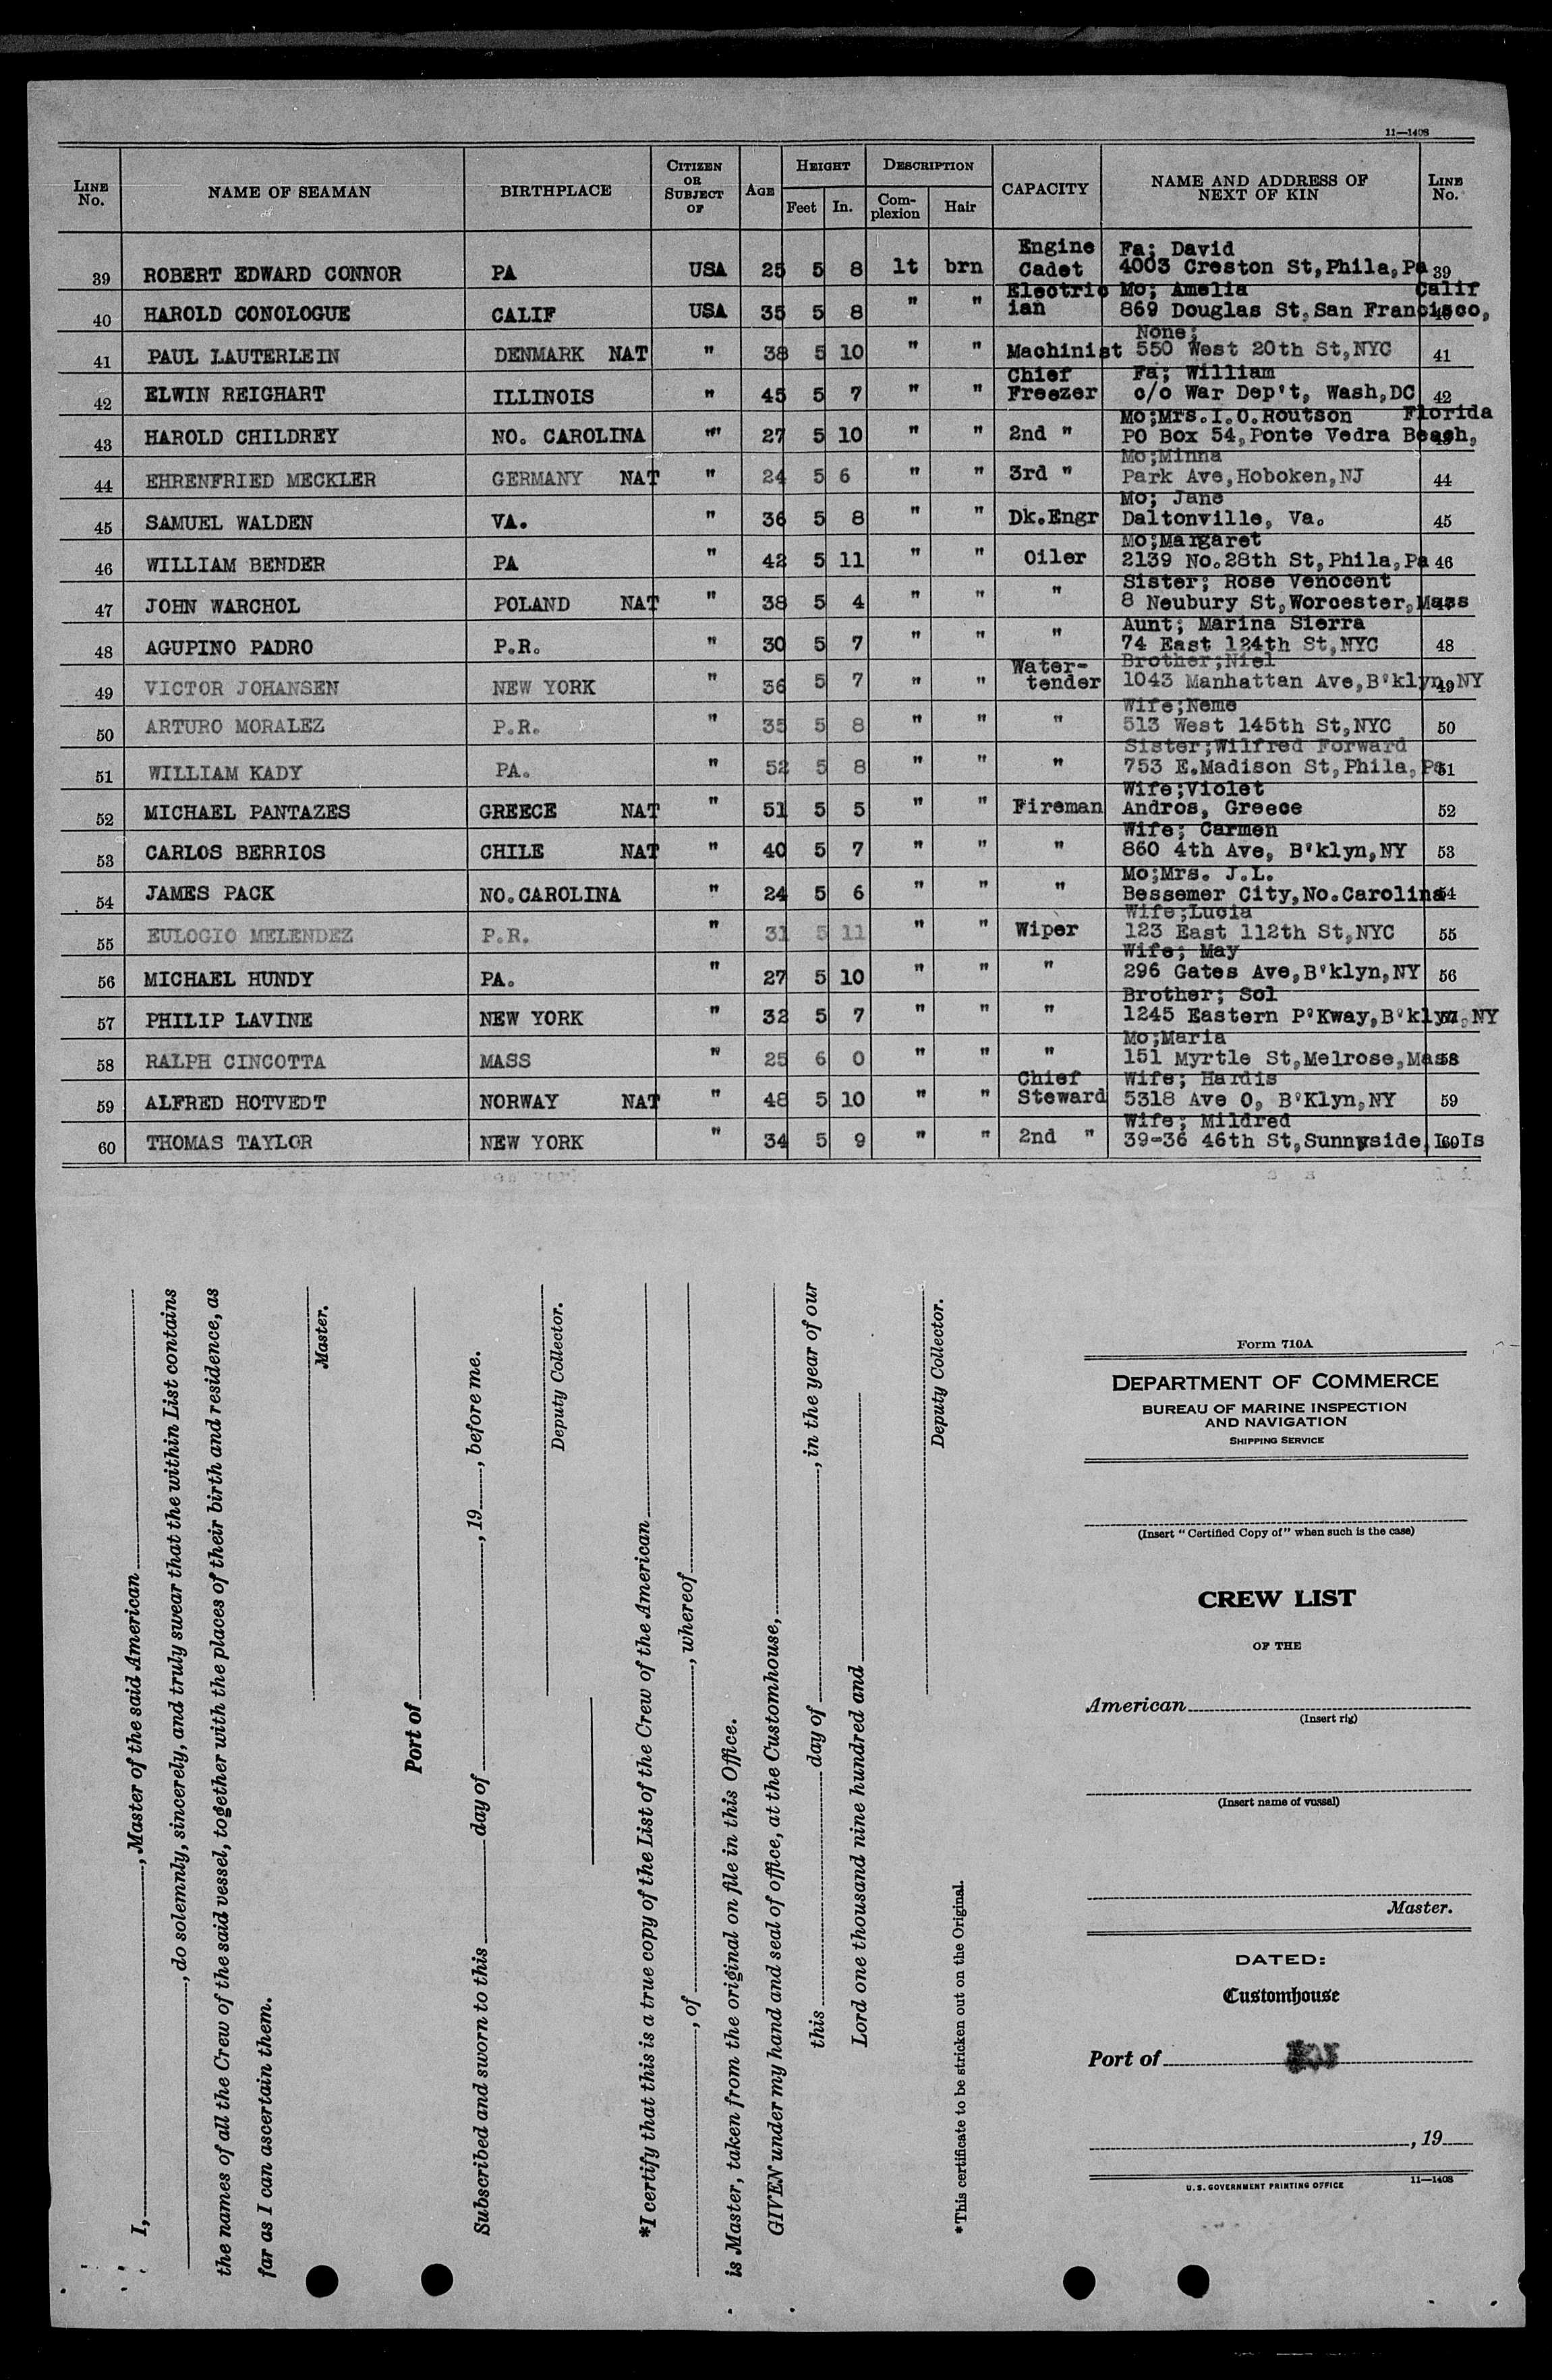 11—1408
LINE No. NAME OF SEAMAN BIRTHPLACE CITIZEN OR SUBJECT OF AGE HEIGHT Feet In. DESCRIPTION Complexion Hair CAPACITY NAME AND ADDRESS OF NEXT OF KIN LINE No.
39 ROBERT EDWARD CONNOR PA USA 25 5 8 lt brn Engine Cadet Fa; David 4003 Creston St,Phila,Pa 39
40 HAROLD CONOLOGUE CALIF USA 35 5 8 " " Electrician Mo; Amelia 869 Douglas St,San Francisco, Calif 40
41 PAUL LAUTERLEIN DENMARK NAT " 38 5 10 " " Machinist None; 550 West 20th St,NYC 41
42 ELWIN REIGHART ILLINOIS " 45 5 7 " " Chief Freezer Fa; William c/o War Dep't, Wash,DC 42
43 HAROLD CHILDREY NO. CAROLINA " 27 5 10 " " 2nd " Mo;Mrs.I.O.Routson PO Box 54,Ponte Vedra Beach, Florida 43
44 EHRENFRIED MECKLER GERMANY NAT " 24 5 6 " " 3rd " Mo;Minna Park Ave,Hoboken,NJ 44
45 SAMUEL WALDEN VA. " 36 5 8 " " Dk.Engr Mo; Jane Daltonville, Va. 45
46 WILLIAM BENDER PA " 42 5 11 " " Oiler Mo;Margaret 2139 No.28th St,Phila,Pa 46
47 JOHN WARCHOL POLAND NAT " 38 5 4 " " " Sister; Rose Venocent 8 Neubury St,Worcester,Mass 47
48 AGUPINO PADRO P.R. " 30 5 7 " " " Aunt; Marina Sierra 74 East 124th St,NYC 48
49 VICTOR JOHANSEN NEW YORK " 36 5 7 " " Water-tender Brother;Niel 1043 Manhattan Ave,B'klyn,NY 49
50 ARTURO MORALEZ P.R. " 35 5 8 " " " Wife;Neme 513 West 145th St,NYC 50
51 WILLIAM KADY PA. " 52 5 8 " " " Sister;Wilfred Forward 753 E.Madison St,Phila,Pa 51
52 MICHAEL PANTAZES GREECE NAT " 51 5 5 " " Fireman Wife;Violet Andros, Greece 52
53 CARLOS BERRIOS CHILE NAT " 40 5 7 " " " Wife; Carmen 860 4th Ave, B'klyn,NY 53
54 JAMES PACK NO.CAROLINA " 24 5 6 " " " Mo;Mrs. J.L. Bessemer City,No.Carolina 54
55 EULOGIO MELENDEZ P.R. " 31 5 11 " " Wiper Wife;Lucia 123 East 112th St,NYC 55
56 MICHAEL HUNDY PA. " 27 5 10 " " " Wife; May 296 Gates Ave,B'klyn,NY 56
57 PHILIP LAVINE NEW YORK " 32 5 7 " " " Brother; Sol 1245 Eastern P'Kway,B'klyn,NY 57
58 RALPH CINCOTTA MASS " 25 6 0 " " " Mo;Maria 151 Myrtle St,Melrose,Mass 58
59 ALFRED HOTVEDT NORWAY NAT " 48 5 10 " " Chief Steward Wife; Hardis 5318 Ave O, B'Klyn,NY 59
60 THOMAS TAYLOR NEW YORK " 34 5 9 " " 2nd " Wife; Mildred 39-36 46th St,Sunnyside,L.Is 60
I, , Master of the said American
, do solemnly, sincerely, and truly swear that the within List contains
the names of all the Crew of the said vessel, together with the places of their birth and residence, as
far as I can ascertain them.
Master.
Port of
Subscribed and sworn to this day of , 19 , before me.
Deputy Collector.
*I certify that this is a true copy of the List of the Crew of the American
, of , whereof
is Master, taken from the original on file in this Office.
GIVEN under my hand and seal of office, at the Customhouse,
this day of , in the year of our
Lord one thousand nine hundred and
Deputy Collector.
*This certificate to be stricken out on the Original.
Form 710A
DEPARTMENT OF COMMERCE
BUREAU OF MARINE INSPECTION
AND NAVIGATION
SHIPPING SERVICE
(Insert "Certified Copy of" when such is the case)
CREW LIST
OF THE
American
(Insert rig)
(Insert name of vessel)
Master.
DATED:
Customhouse
Port of
, 19
U.S. GOVERNMENT PRINTING OFFICE 11—1408